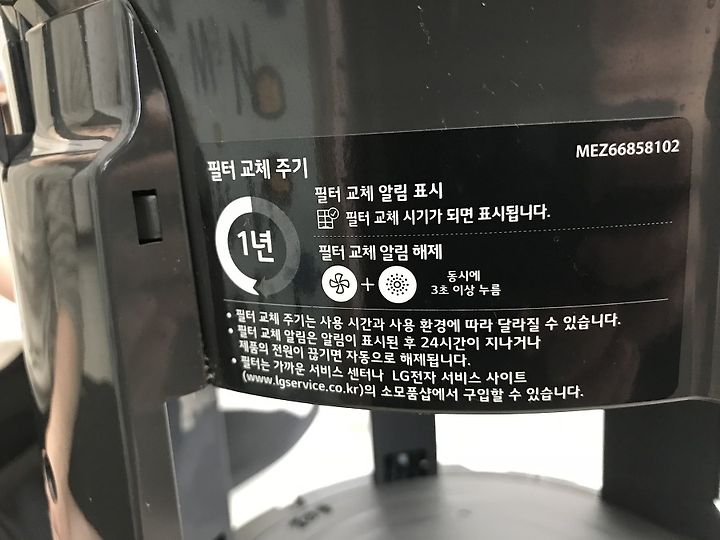 MEZ66858102
필터 교체 주기
1년
필터 교체 알림 표시
필터 교체 시기가 되면 표시됩니다.
필터 교체 알림 해제
+
동시에
3초 이상 누름
• 필터 교체 주기는 사용 시간과 사용 환경에 따라 달라질 수 있습니다.
• 필터 교체 알림은 알림이 표시된 후 24시간이 지나거나
제품의 전원이 끊기면 자동으로 해제됩니다.
• 필터는 가까운 서비스 센터나 LG전자 서비스 사이트
(www.lgservice.co.kr)의 소모품샵에서 구입할 수 있습니다.